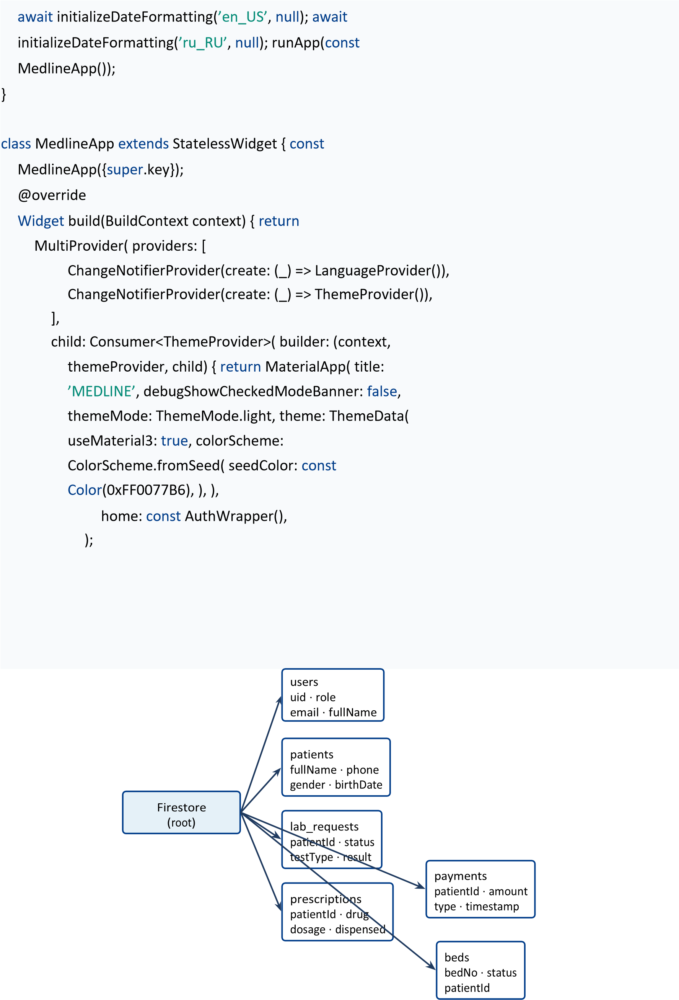 await initializeDateFormatting(’en_US’, null); await
initializeDateFormatting(’ru_RU’, null); runApp(const
MedlineApp());
}
class MedlineApp extends StatelessWidget { const
MedlineApp({super.key});
@override
Widget build(BuildContext context) { return
MultiProvider( providers: [
ChangeNotifierProvider(create: (_) => LanguageProvider()),
ChangeNotifierProvider(create: (_) => ThemeProvider()),
],
child: Consumer<ThemeProvider>( builder: (context,
themeProvider, child) { return MaterialApp( title:
’MEDLINE’, debugShowCheckedModeBanner: false,
themeMode: ThemeMode.light, theme: ThemeData(
useMaterial3: true, colorScheme:
ColorScheme.fromSeed( seedColor: const
Color(0xFF0077B6), ), ),
home: const AuthWrapper(),
);
users
uid · role
email · fullName
patients
fullName · phone
gender · birthDate
Firestore
(root)
lab_requests
patientId · status
testType · result
payments
patientId · amount
type · timestamp
prescriptions
patientId · drug
dosage · dispensed
beds
bedNo · status
patientId